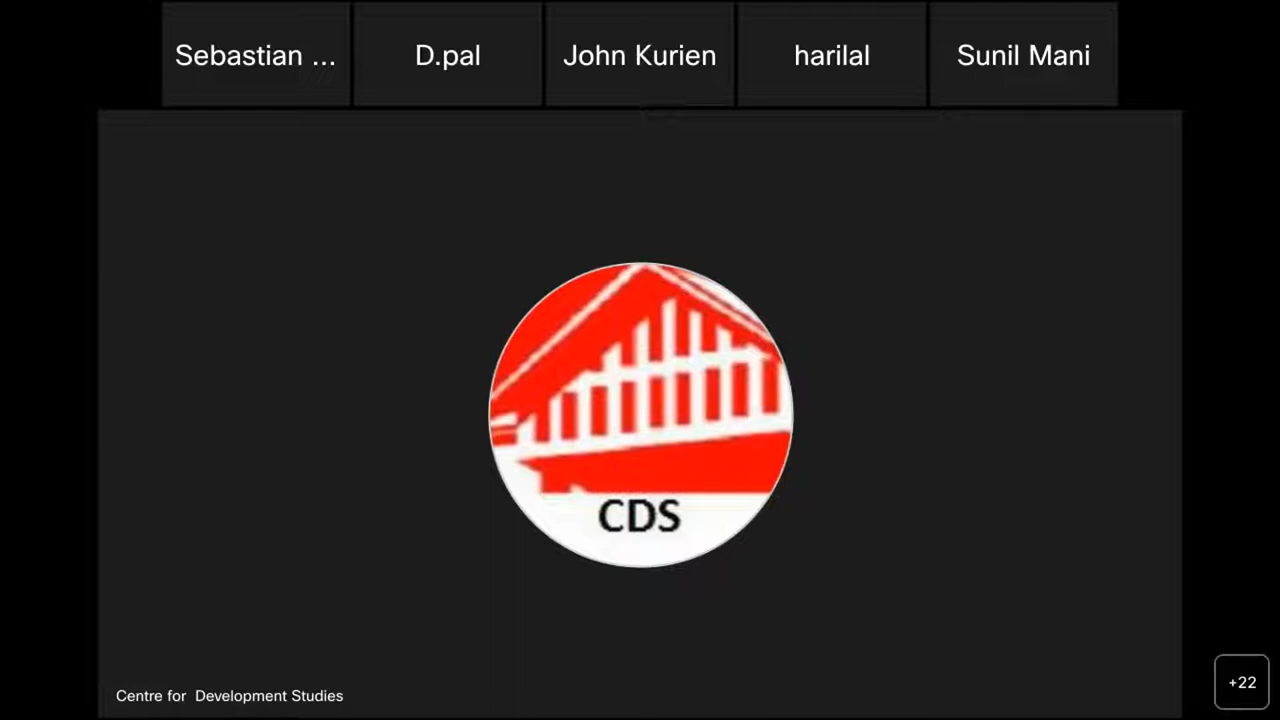 Sebastian ...
D.pal
John Kurien
harilal
Sunil Mani
CDS
Centre for Development Studies
+22